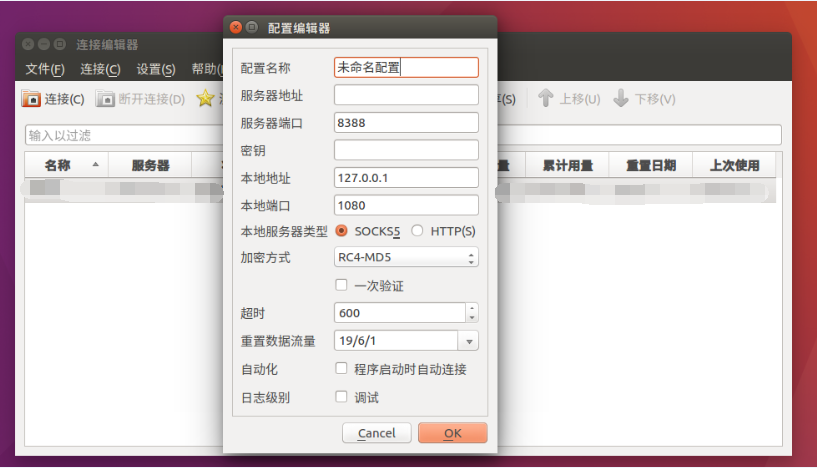 配置编辑器
连接编辑器
文件(F) 连接(C) 设置(S) 帮助(
连接(C) 断开连接(D) (S) 上移(U) 下移(V)
输入以过滤
名称 服务器 量 累计用量 重置日期 上次使用
配置名称 未命名配置
服务器地址
服务器端口 8388
密钥
本地地址 127.0.0.1
本地端口 1080
本地服务器类型 SOCKS5 HTTP(S)
加密方式 RC4-MD5
一次验证
超时 600
重置数据流量 19/6/1
自动化 程序启动时自动连接
日志级别 调试
Cancel OK